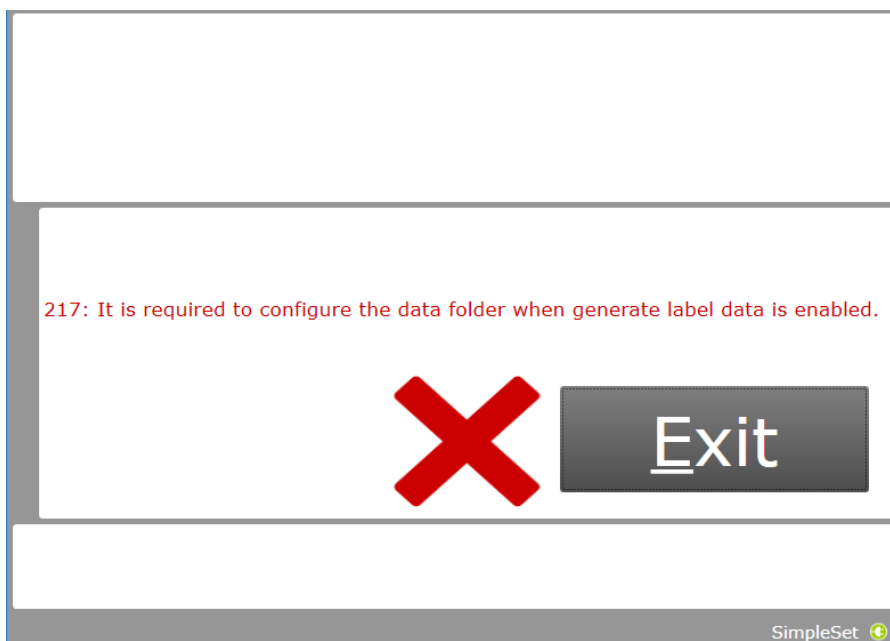 217: It is required to configure the data folder when generate label data is enabled.
Exit
SimpleSet